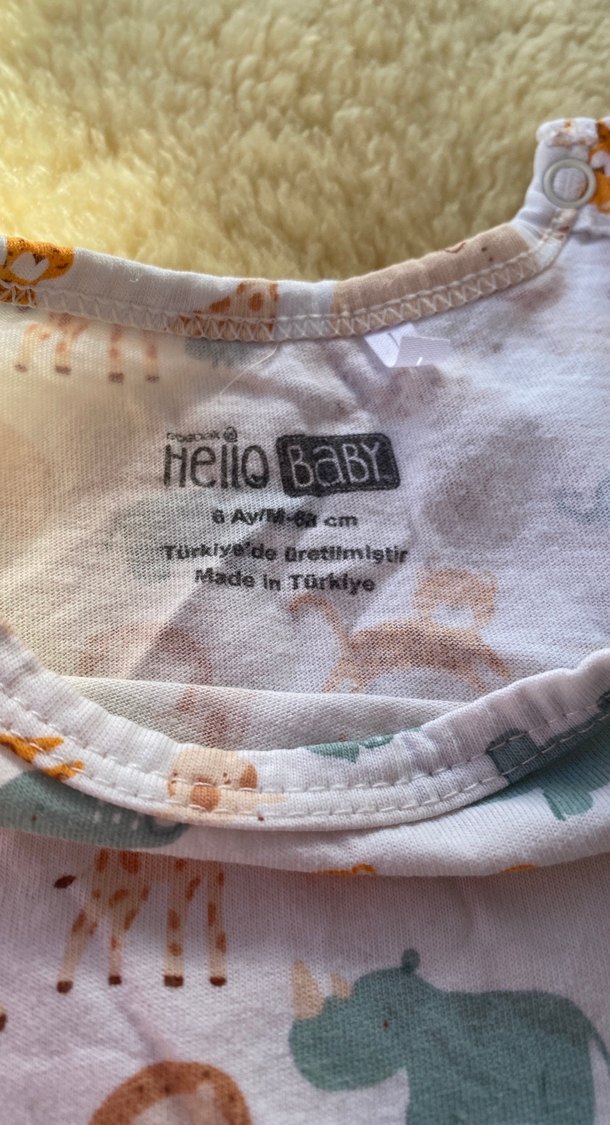 Hello BABY
6 Ay/M-68 cm
Türkiye'de üretilmiştir
Made in Türkiye